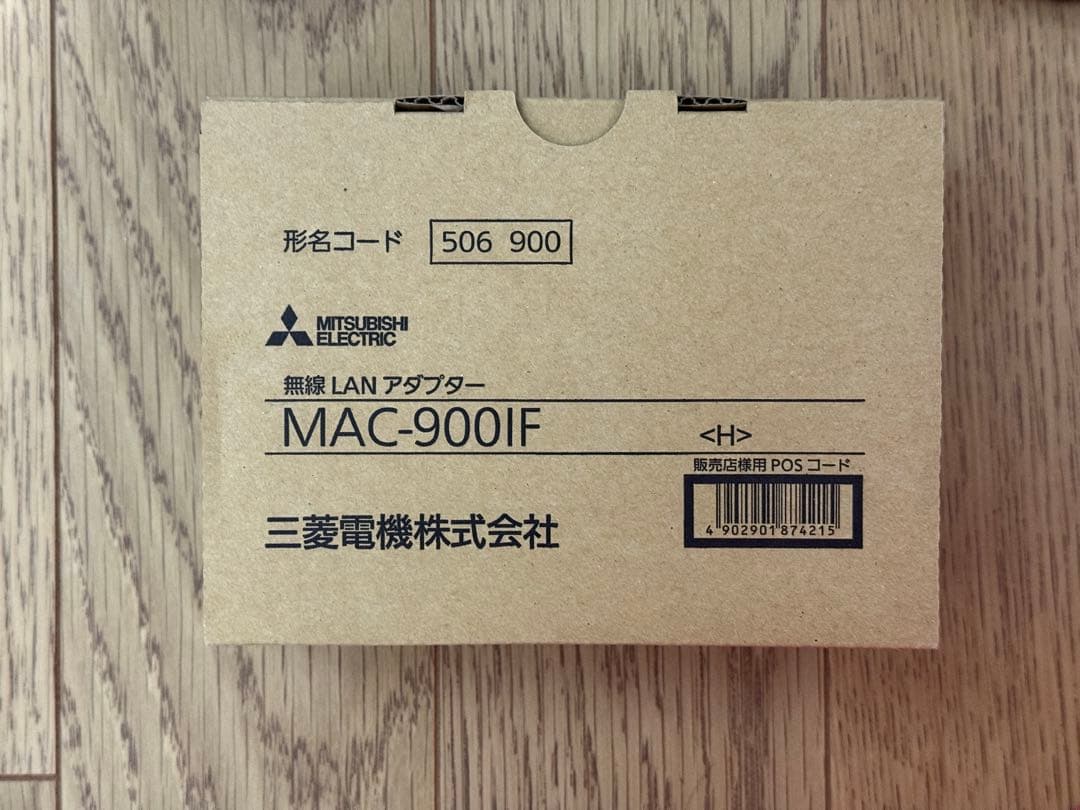 形名コード 506 900
MITSUBISHI
ELECTRIC
無線 LAN アダプター
MAC-900IF <H>
販売店様用 POS コード
4 902901 874215
三菱電機株式会社